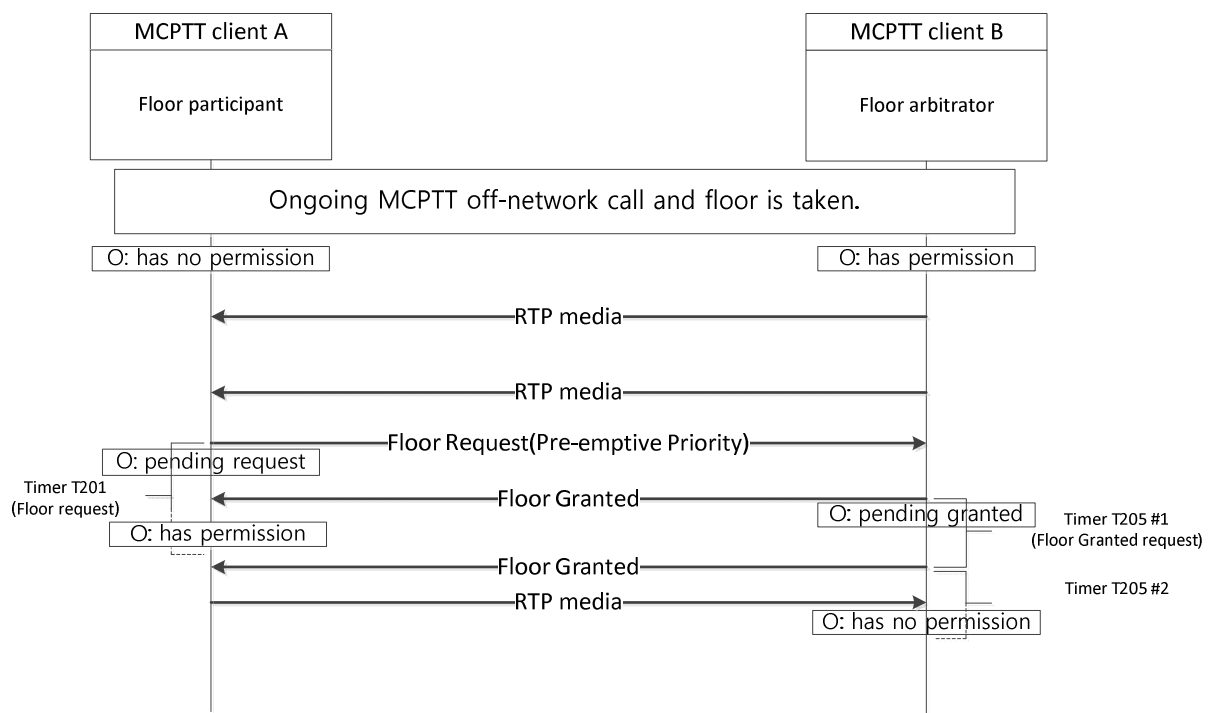 MCPTT client A
MCPTT client B
Floor participant
Floor arbitrator
Ongoing MCPTT off-network call and floor is taken.
O: has no permission
O: has permission
RTP media
RTP media
Floor Request(Pre-emptive Priority)
O: pending request
Timer T201
(Floor request)
Floor Granted
O: pending granted
Timer T205 #1
(Floor Granted request)
O: has permission
Floor Granted
Timer T205 #2
RTP media
O: has no permission